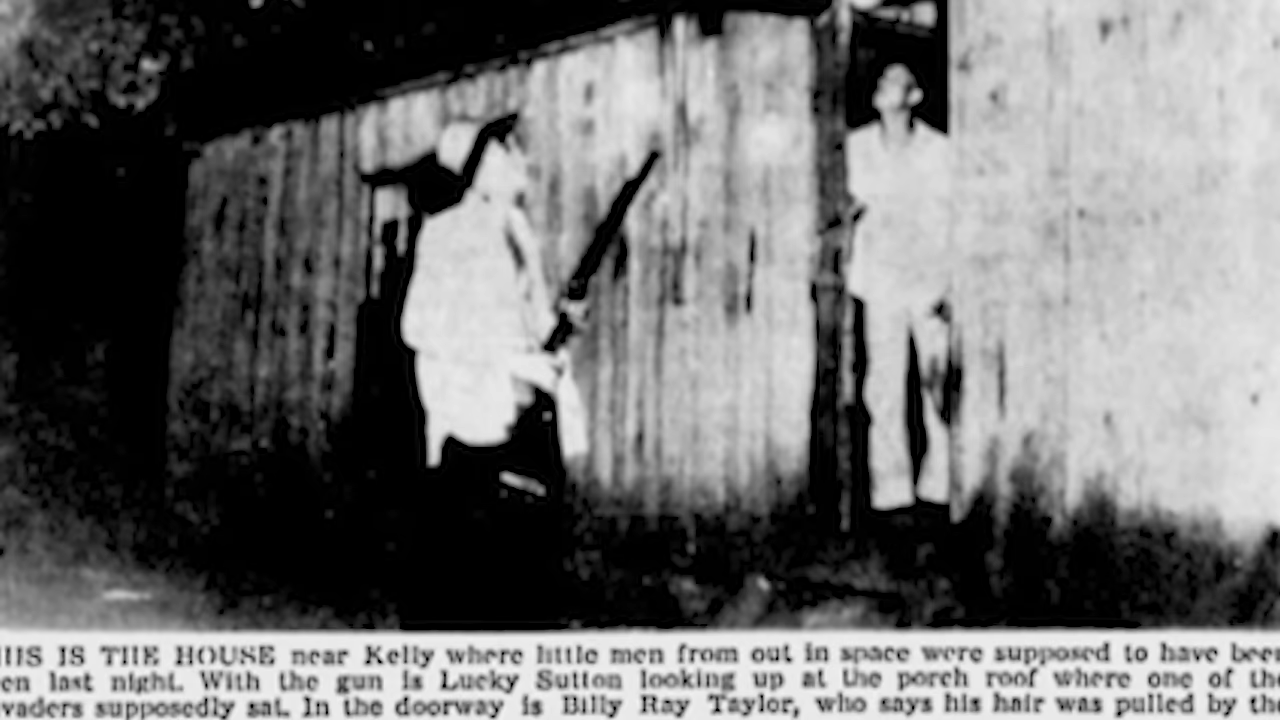 THIS IS THE HOUSE near Kelly where little men from out in space were supposed to have been
en last night. With the gun is Lucky Sutton looking up at the porch roof where one of the
vaders supposedly sat. In the doorway is Billy Ray Taylor, who says his hair was pulled by the